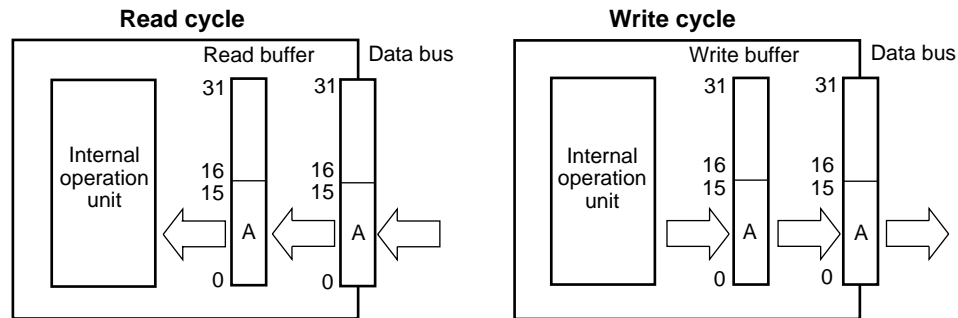 Read cycle
Read buffer
Data bus
31
31
Internal
operation
unit
16
15
16
15
A
A
0
0
Write cycle
Write buffer
Data bus
31
31
Internal
operation
unit
16
15
16
15
A
A
0
0